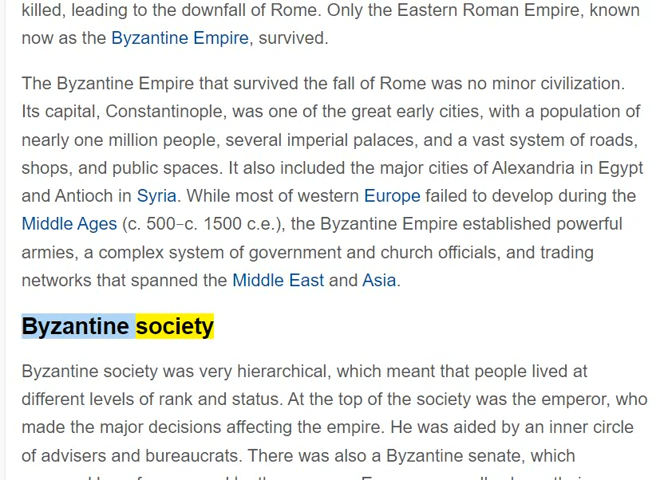 killed, leading to the downfall of Rome. Only the Eastern Roman Empire, known
now as the Byzantine Empire, survived.
The Byzantine Empire that survived the fall of Rome was no minor civilization.
Its capital, Constantinople, was one of the great early cities, with a population of
nearly one million people, several imperial palaces, and a vast system of roads,
shops, and public spaces. It also included the major cities of Alexandria in Egypt
and Antioch in Syria. While most of western Europe failed to develop during the
Middle Ages (c. 500–c. 1500 c.e.), the Byzantine Empire established powerful
armies, a complex system of government and church officials, and trading
networks that spanned the Middle East and Asia.
Byzantine society
Byzantine society was very hierarchical, which meant that people lived at
different levels of rank and status. At the top of the society was the emperor, who
made the major decisions affecting the empire. He was aided by an inner circle
of advisers and bureaucrats. There was also a Byzantine senate, which